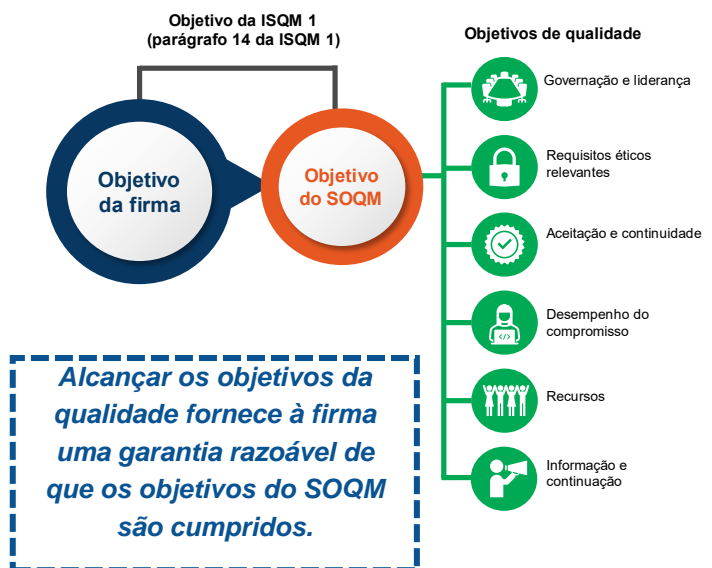 Objetivo da ISQM 1
(parágrafo 14 da ISQM 1)
Objetivo
da firma
Objetivo
do SOQM
Objetivos de qualidade
Governação e liderança
Requisitos éticos
relevantes
Aceitação e continuidade
Desempenho do
compromisso
Recursos
Informação e
continuação
Alcançar os objetivos da
qualidade fornece à firma
uma garantia razoável de
que os objetivos do SOQM
são cumpridos.